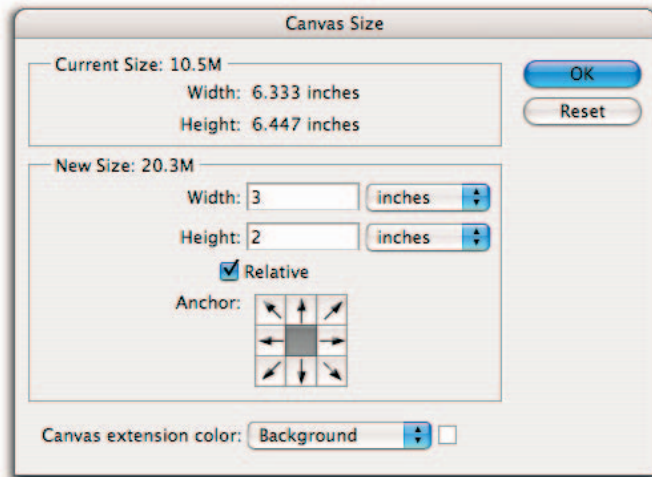 Canvas Size
Current Size: 10.5M
Width: 6.333 inches
Height: 6.447 inches
OK
Reset
New Size: 20.3M
Width: 3 inches
Height: 2 inches
Relative
Anchor:
Canvas extension color: Background